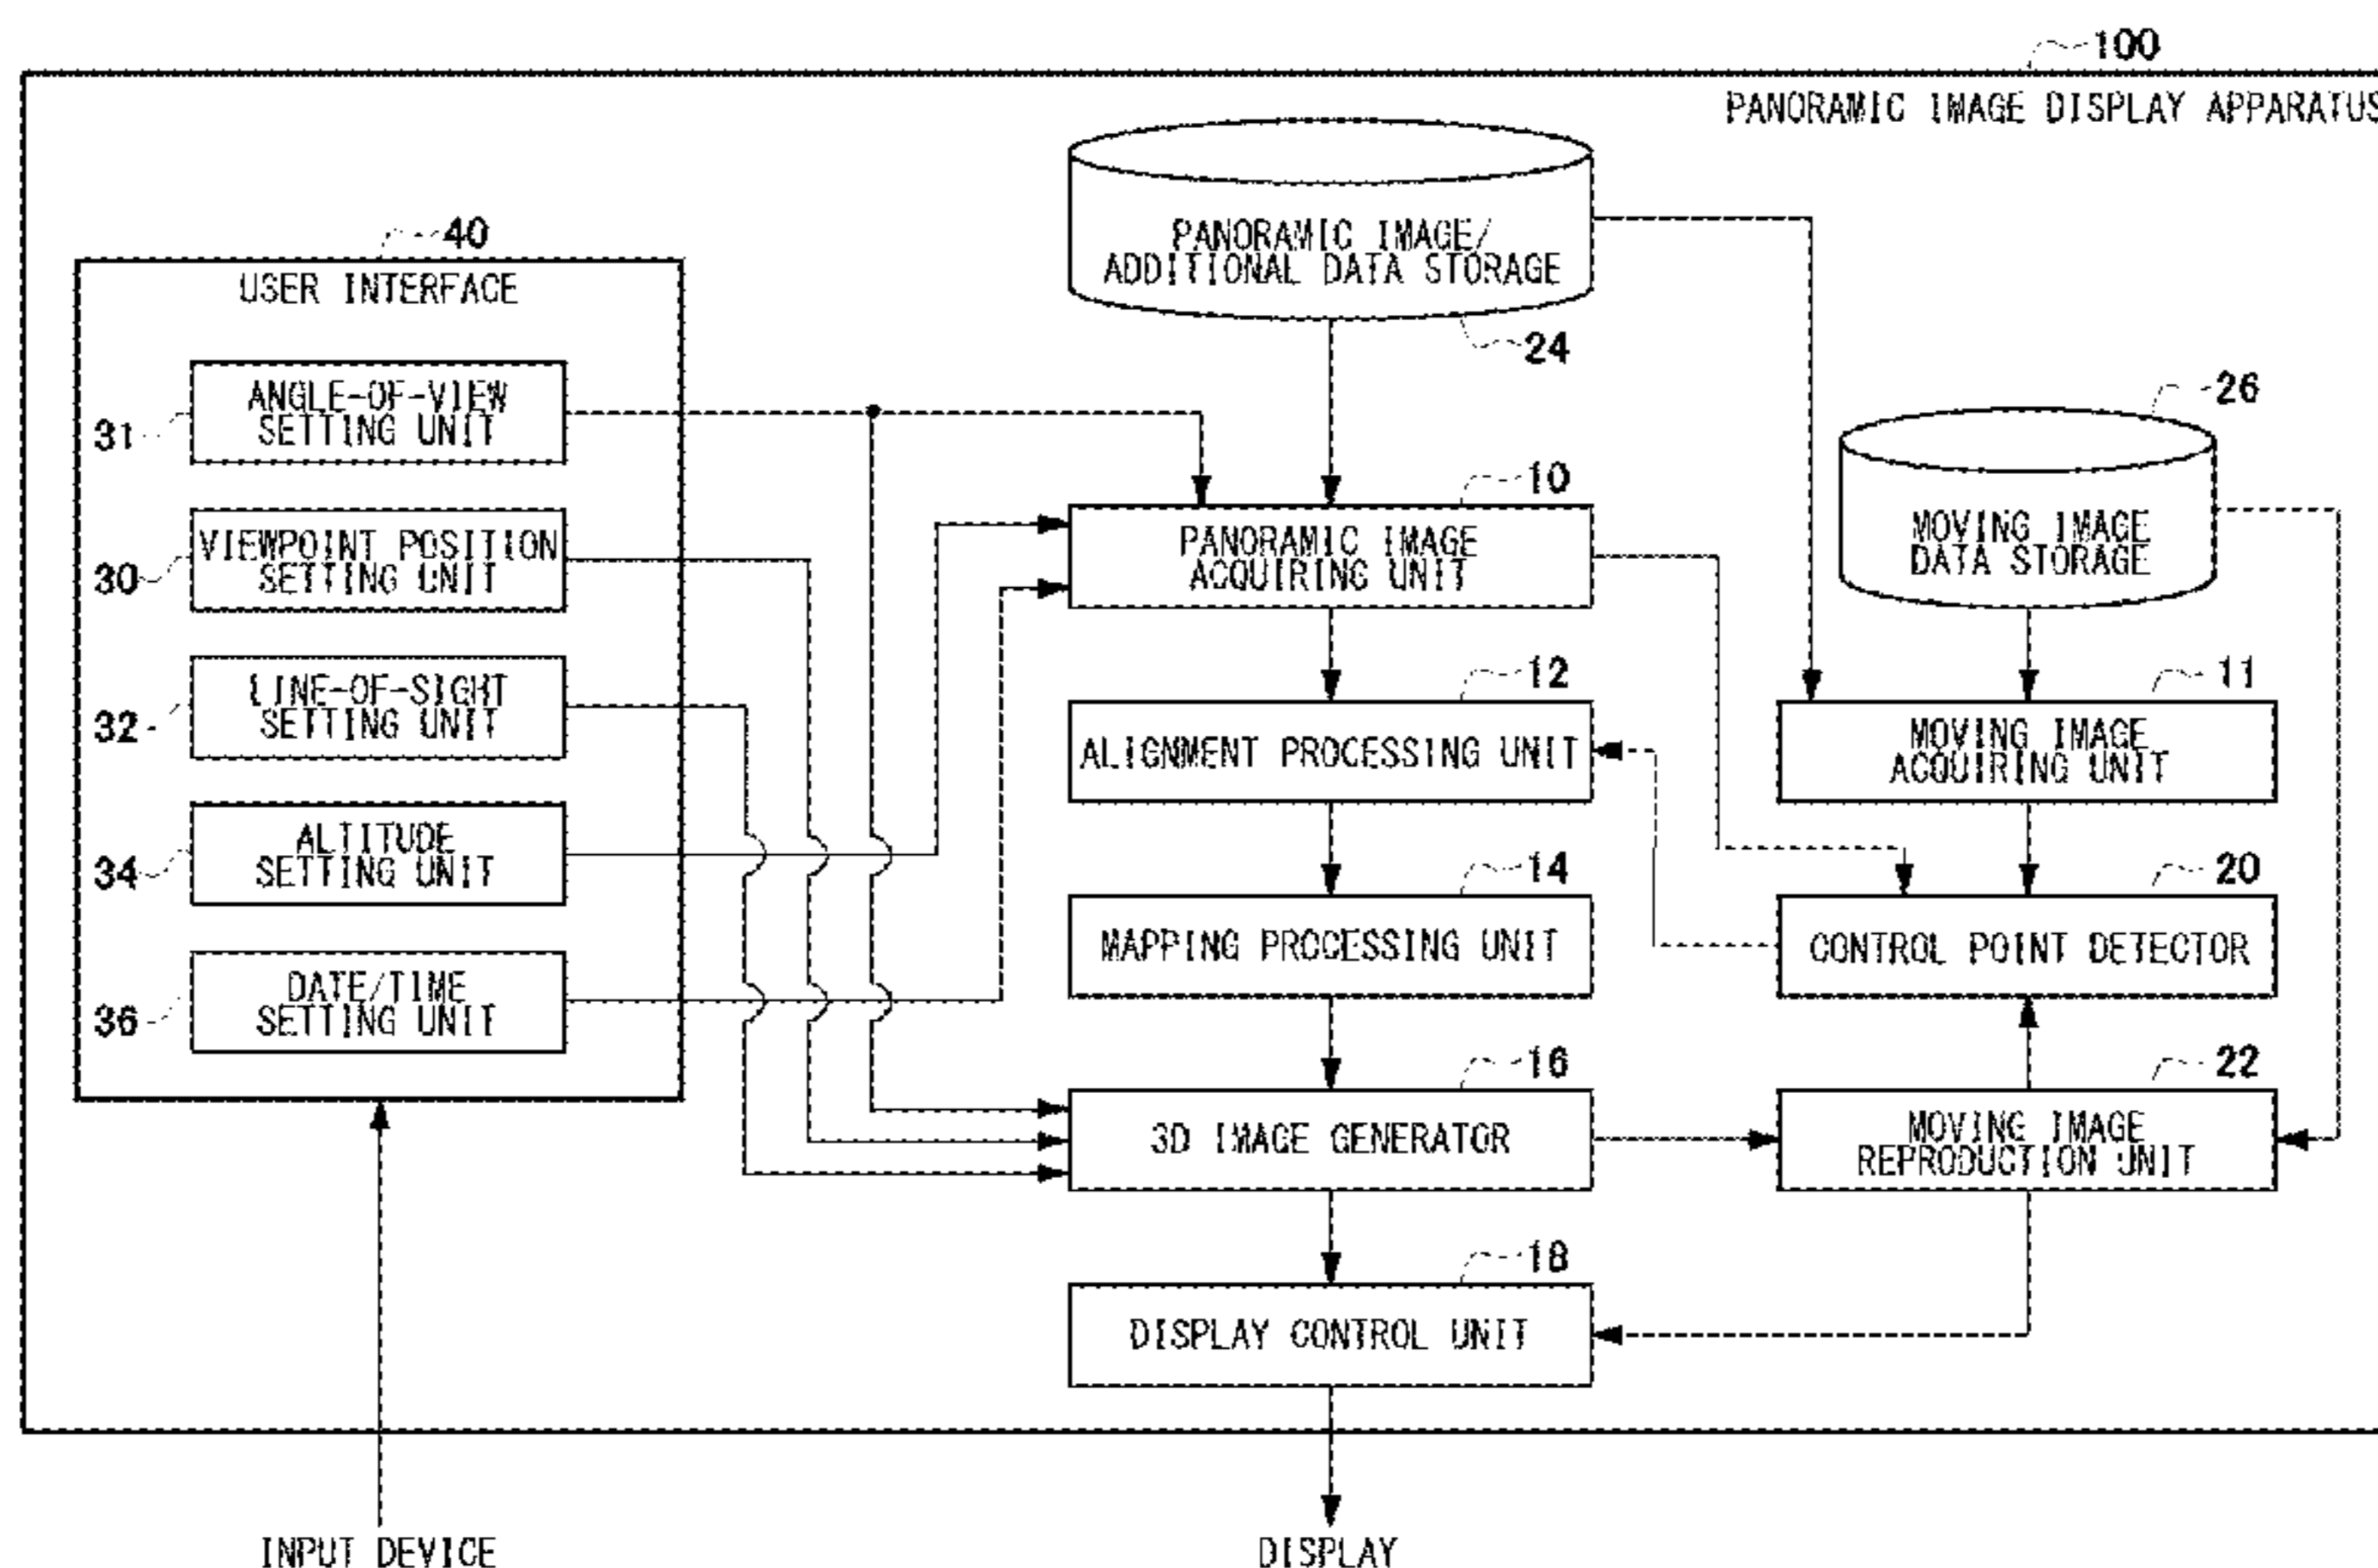 100
PANORAMIC IMAGE DISPLAY APPARATUS
40
USER INTERFACE
31
ANGLE-OF-VIEW
SETTING UNIT
30
VIEWPOINT POSITION
SETTING UNIT
32
LINE-OF-SIGHT
SETTING UNIT
34
ALTITUDE
SETTING UNIT
36
DATE/TIME
SETTING UNIT
INPUT DEVICE
PANORAMIC IMAGE/
ADDITIONAL DATA STORAGE
24
10
PANORAMIC IMAGE
ACQUIRING UNIT
12
ALIGNMENT PROCESSING UNIT
14
MAPPING PROCESSING UNIT
16
3D IMAGE GENERATOR
18
DISPLAY CONTROL UNIT
DISPLAY
26
MOVING IMAGE
DATA STORAGE
11
MOVING IMAGE
ACQUIRING UNIT
20
CONTROL POINT DETECTOR
22
MOVING IMAGE
REPRODUCTION UNIT